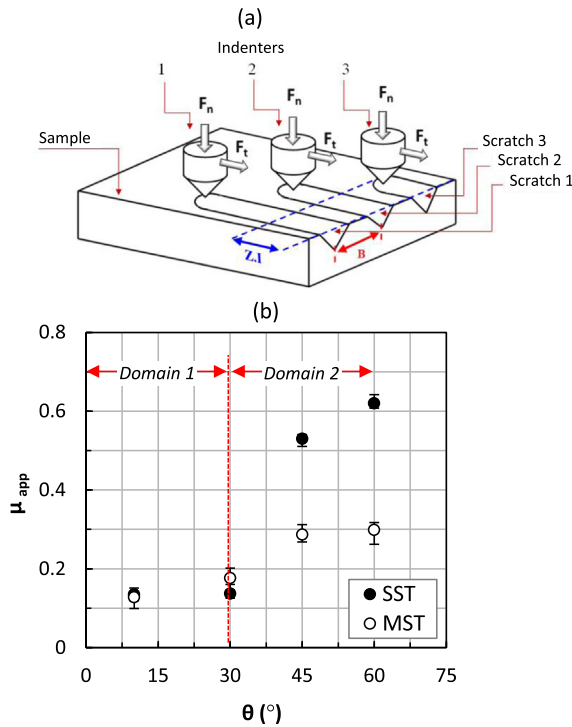 (a)
Indenters
1
2
3
Fn
Fn
Fn
Ft
Ft
Ft
Sample
Scratch 3
Scratch 2
Scratch 1
Z.I
B
(b)
0.8
0.6
0.4
0.2
0
Domain 1
Domain 2
μ app
SST
MST
0
15
30
45
60
75
θ (°)